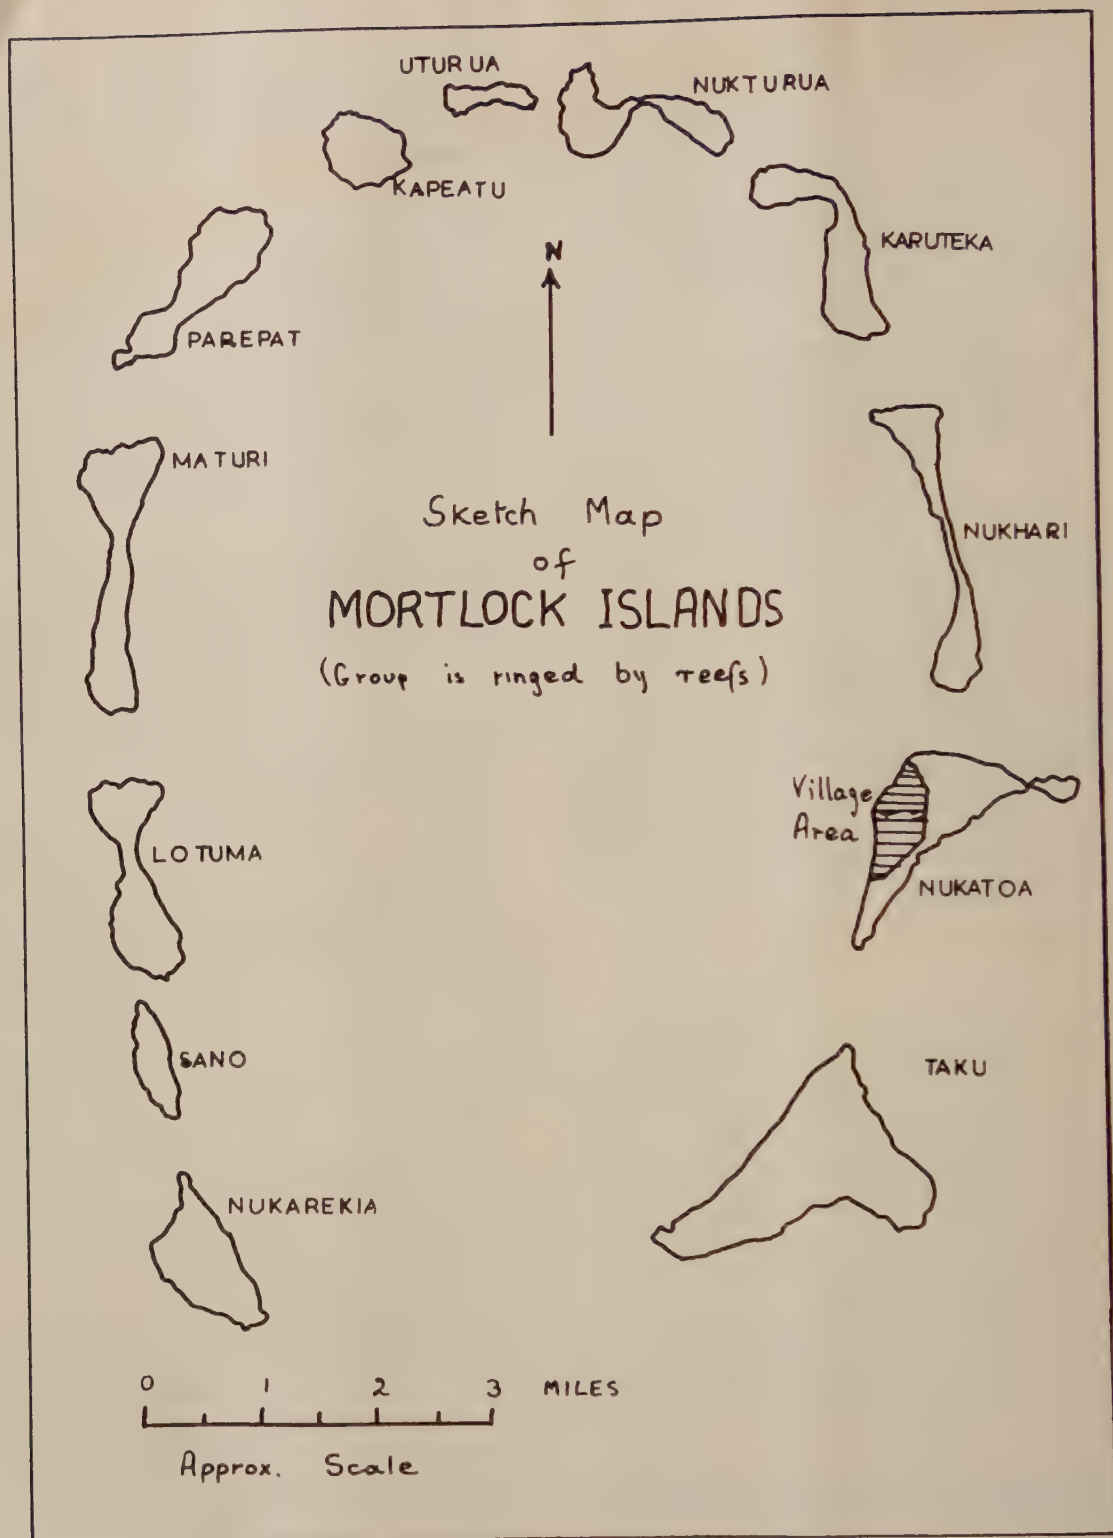 UTURUA
NUKTURUA
KAPEATU
KARUTEKA
N
PAREPAT
MATURI
Sketch Map
of
MORTLOCK ISLANDS
(Group is ringed by reefs)
NUKHARI
Village
Area
NUKATOA
LOTUMA
SANO
TAKU
NUKAREKIA
0 1 2 3 MILES
Approx. Scale